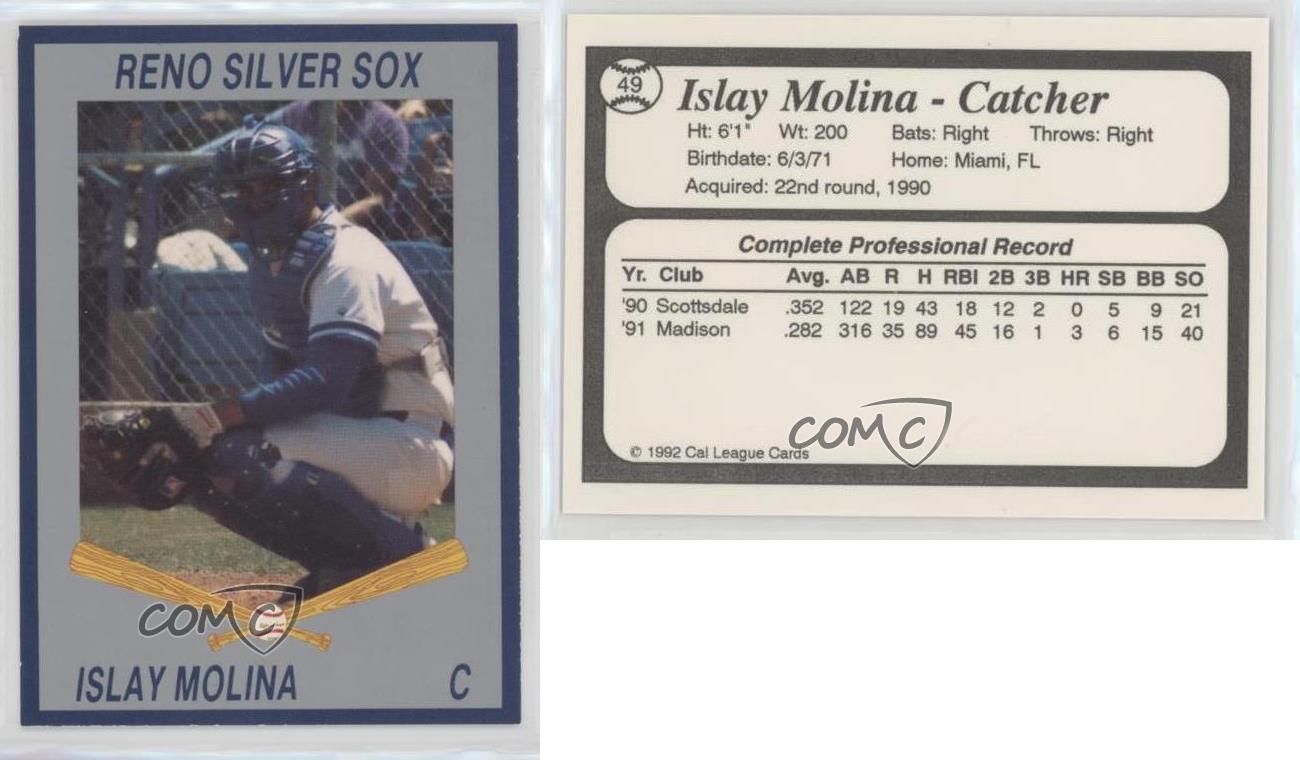 RENO SILVER SOX
COMC
ISLAY MOLINA C
49
Islay Molina - Catcher
Ht: 6'1" Wt: 200 Bats: Right Throws: Right
Birthdate: 6/3/71 Home: Miami, FL
Acquired: 22nd round, 1990
Complete Professional Record
Yr. Club Avg. AB R H RBI 2B 3B HR SB BB SO
'90 Scottsdale .352 122 19 43 18 12 2 0 5 9 21
'91 Madison .282 316 35 89 45 16 1 3 6 15 40
COMC
© 1992 Cal League Cards